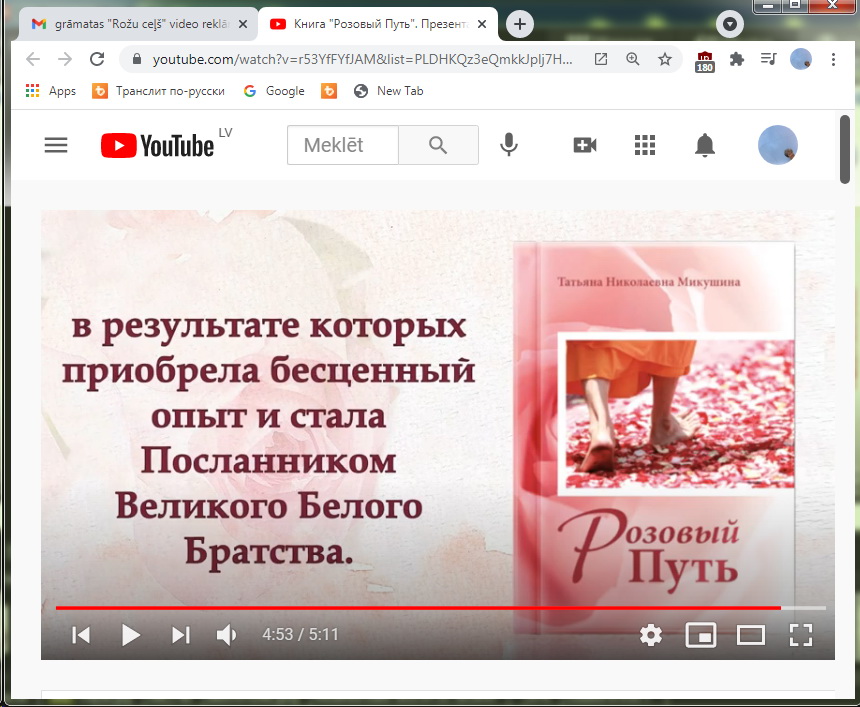 grāmatas "Rožu ceļš" video reklā
Книга "Розовый Путь". Презент
youtube.com/watch?v=r53YfFYfJAM&list=PLDHKQz3eQmkkJpIj7H...
180
Apps
Транслит по-русски
Google
New Tab
YouTube LV
Meklēt
в результате которых
приобрела бесценный
опыт и стала
Посланником
Великого Белого
Братства.
Татьяна Николаевна Микушина
Розовый
Путь
4:53 / 5:11